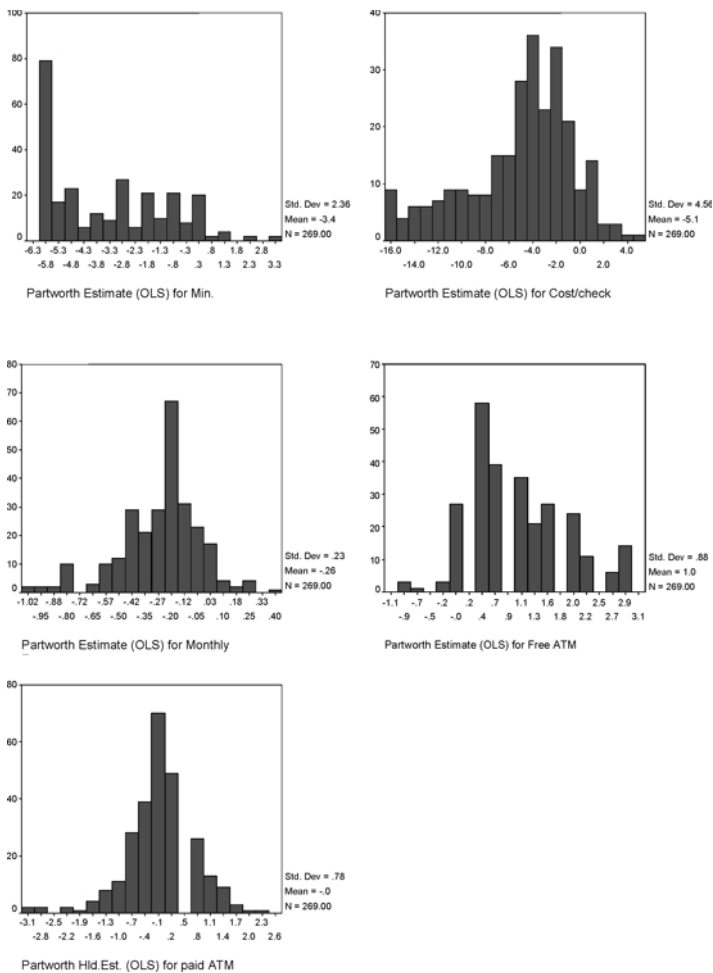 100
80
60
40
20
0
-6.3 -5.3 -4.3 -3.3 -2.3 -1.3 -.3 .8 1.8 2.8
-5.8 -4.8 -3.8 -2.8 -1.8 -.8 .3 1.3 2.3 3.3
Std. Dev = 2.36
Mean = -3.4
N = 269.00
Partworth Estimate (OLS) for Min.
40
30
20
10
0
-16.0 -12.0 -8.0 -4.0 0.0 4.0
-14.0 -10.0 -6.0 -2.0 2.0
Std. Dev = 4.56
Mean = -5.1
N = 269.00
Partworth Estimate (OLS) for Cost/check
80
70
60
50
40
30
20
10
0
-1.02 -.88 -.72 -.57 -.42 -.27 -.12 .03 .18 .33
-.95 -.80 -.65 -.50 -.35 -.20 -.05 .10 .25 .40
Std. Dev = .23
Mean = -.26
N = 269.00
Partworth Estimate (OLS) for Monthly
70
60
50
40
30
20
10
0
-1.1 -.7 -.2 .2 .7 1.1 1.6 2.0 2.5 2.9
-.9 -.5 -.0 .4 .9 1.3 1.8 2.2 2.7 3.1
Std. Dev = .88
Mean = 1.0
N = 269.00
Partworth Estimate (OLS) for Free ATM
80
60
40
20
0
-3.1 -2.5 -1.9 -1.3 -.7 -.1 .5 1.1 1.7 2.3
-2.8 -2.2 -1.6 -1.0 -.4 .2 .8 1.4 2.0 2.6
Std. Dev = .78
Mean = -.0
N = 269.00
Partworth Hld.Est. (OLS) for paid ATM